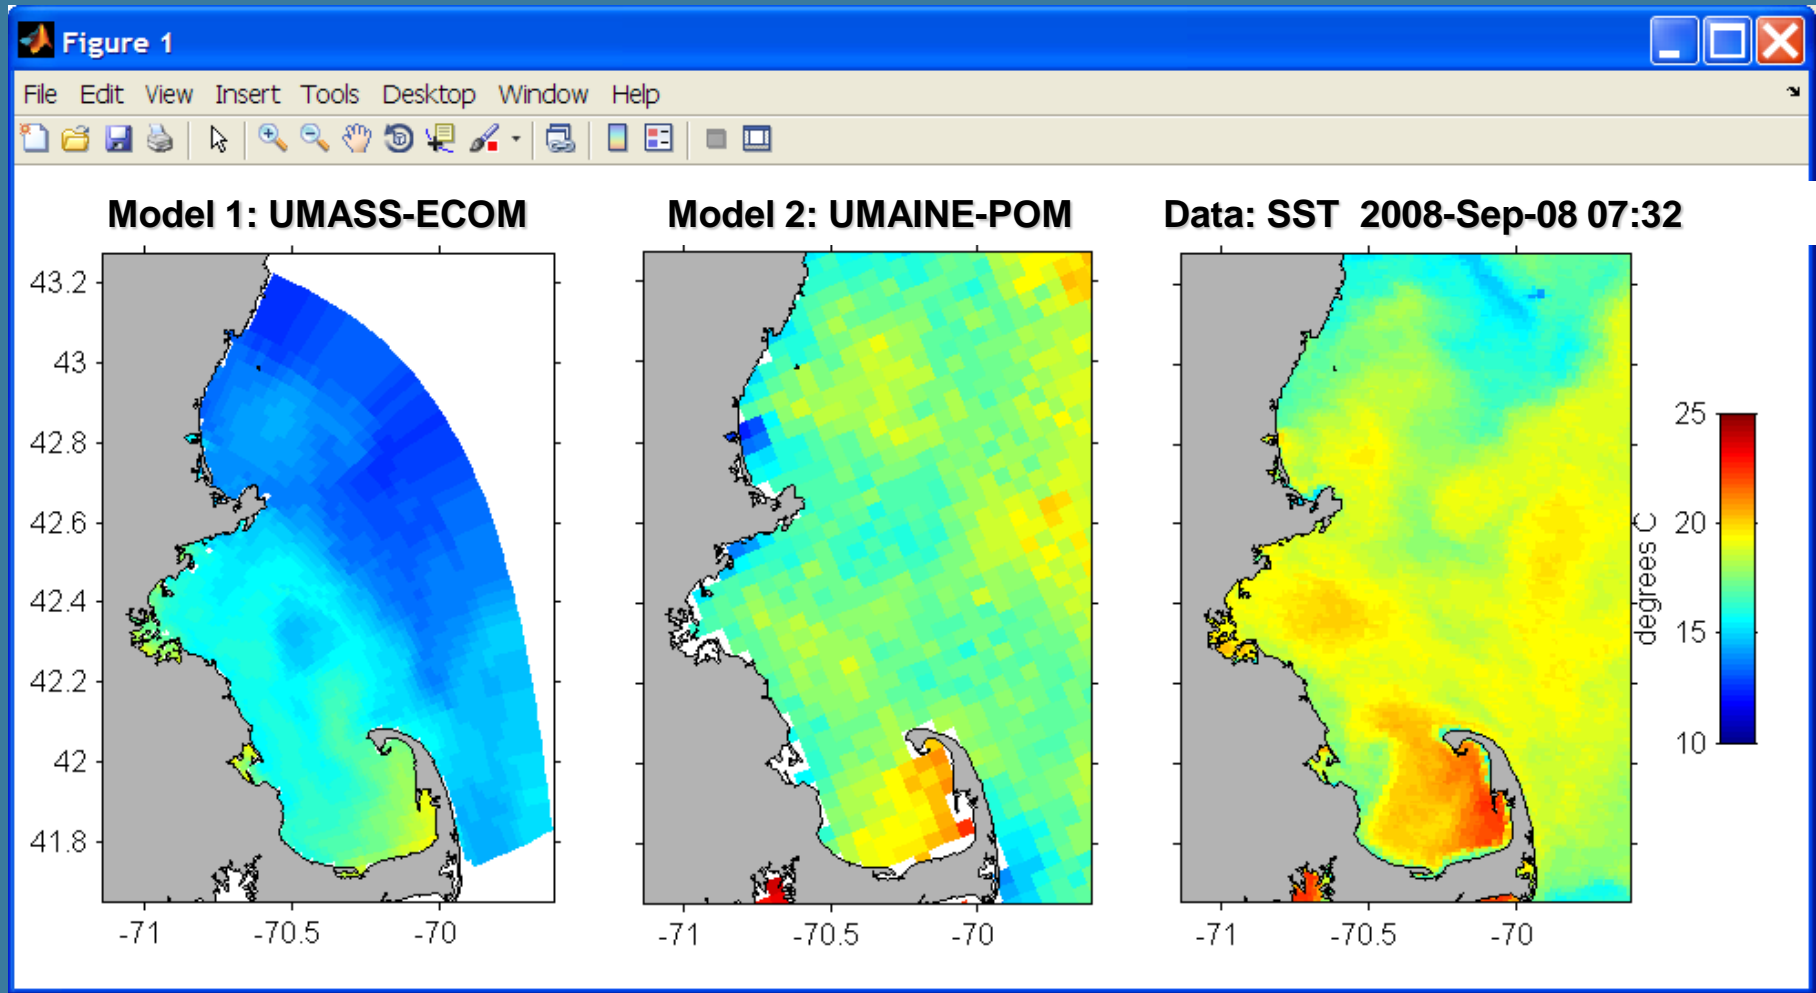 Figure 1
File Edit View Insert Tools Desktop Window Help
Model 1: UMASS-ECOM
Model 2: UMAINE-POM
Data: SST 2008-Sep-08 07:32
43.2
43
42.8
42.6
42.4
42.2
42
41.8
-71 -70.5 -70
-71 -70.5 -70
-71 -70.5 -70
25
20
15
10
degrees C